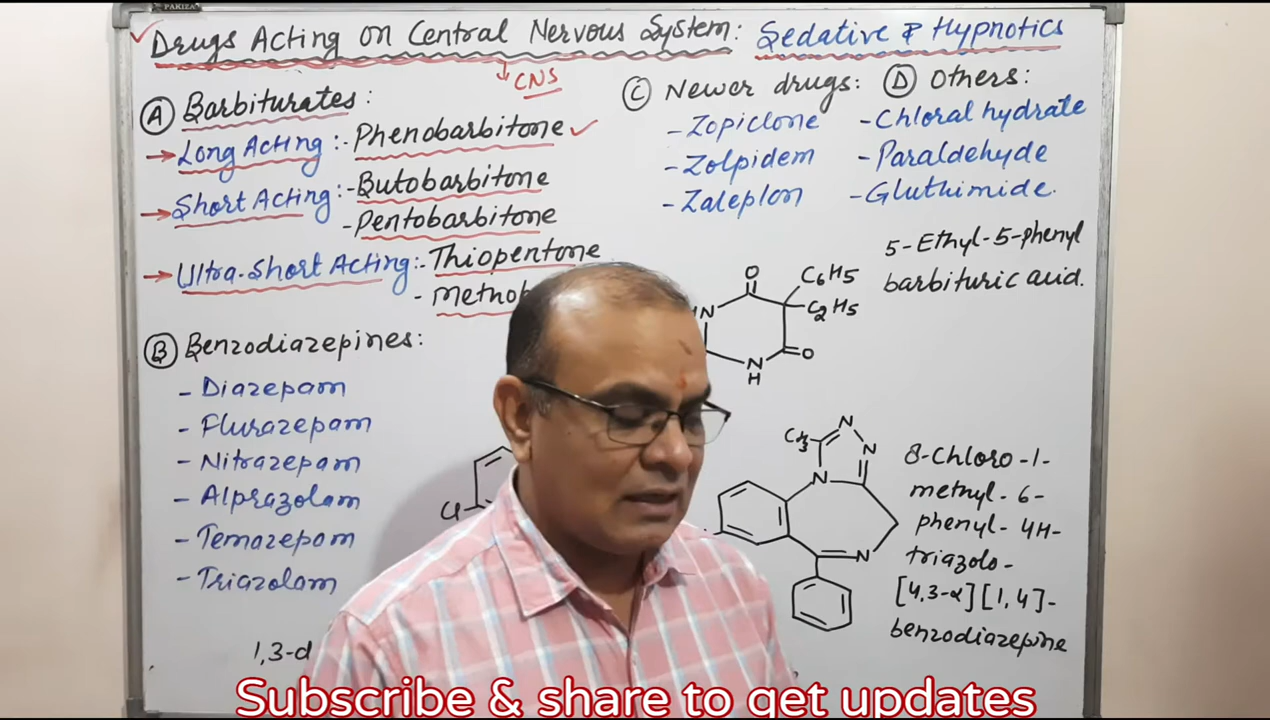 PAKIZA
Drugs Acting on Central Nervous System: Sedative & Hypnotics
CNS
A Barbiturates:
Long Acting:- Phenobarbitone
Short Acting:- Butobarbitone
- Pentobarbitone
Ultra-Short Acting:- Thiopentone
B Benzodiazepines:
- Diazepam
- Flurazepam
- Nitrazepam
- Alprazolam
- Temazepam
- Triazolam
1,3-d
Cl
C Newer drugs:
- Zopiclone
- Zolpidem
- Zaleplon
D Others:
- Chloral hydrate
- Paraldehyde
- Gluthimide.
O
C6H5
C2H5
N
O
N
H
5-Ethyl-5-phenyl
barbituric acid.
CH3
N
N
N
N
8-Chloro-1-
methyl-6-
phenyl-4H-
triazolo-
[4,3-α][1,4]-
benzodiazepine
Subscribe & share to get updates